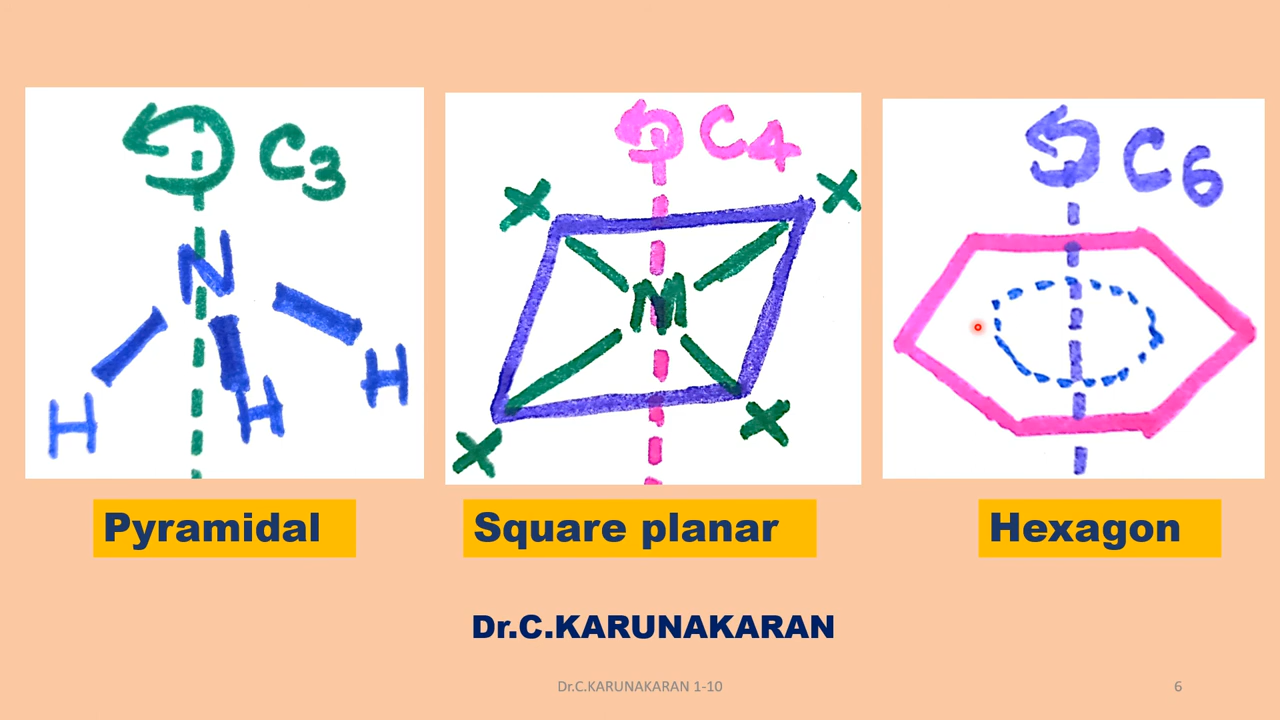 C3
N
H
H
H
Pyramidal
C4
X
X
M
X
X
Square planar
C6
Hexagon
Dr.C.KARUNAKARAN
Dr.C.KARUNAKARAN 1-10
6